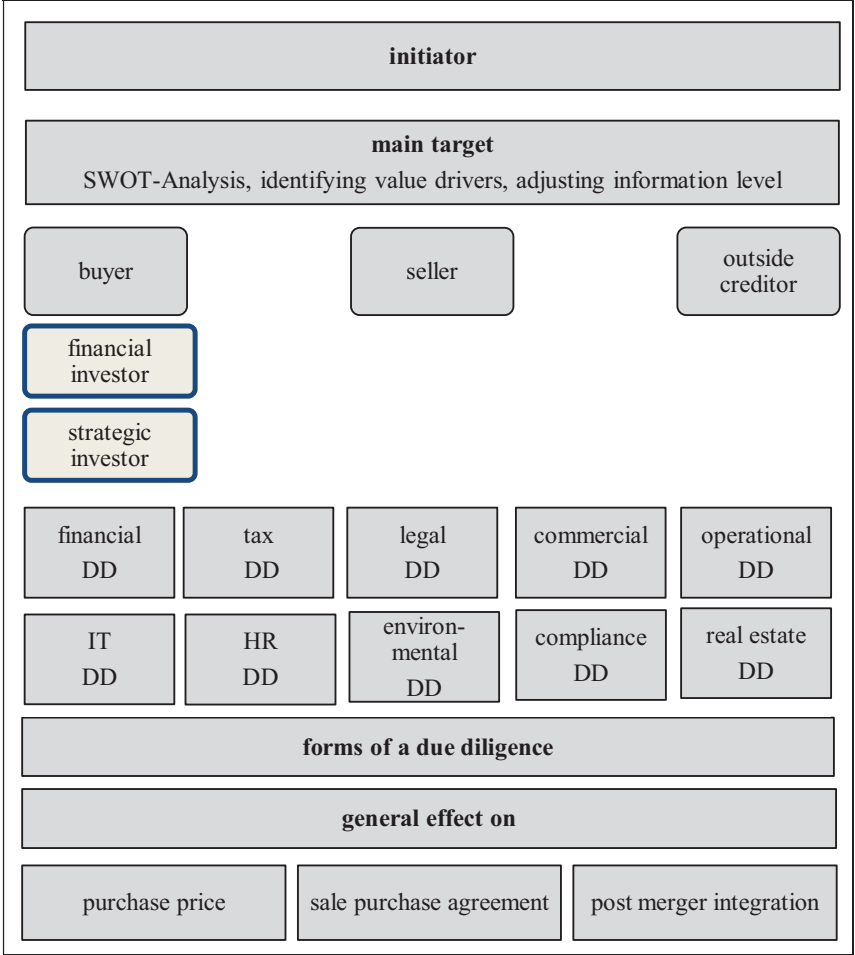 initiator
main target
SWOT-Analysis, identifying value drivers, adjusting information level
buyer
seller
outside
creditor
financial
investor
strategic
investor
financial
DD
tax
DD
legal
DD
commercial
DD
operational
DD
IT
DD
HR
DD
environ-
mental
DD
compliance
DD
real estate
DD
forms of a due diligence
general effect on
purchase price
sale purchase agreement
post merger integration